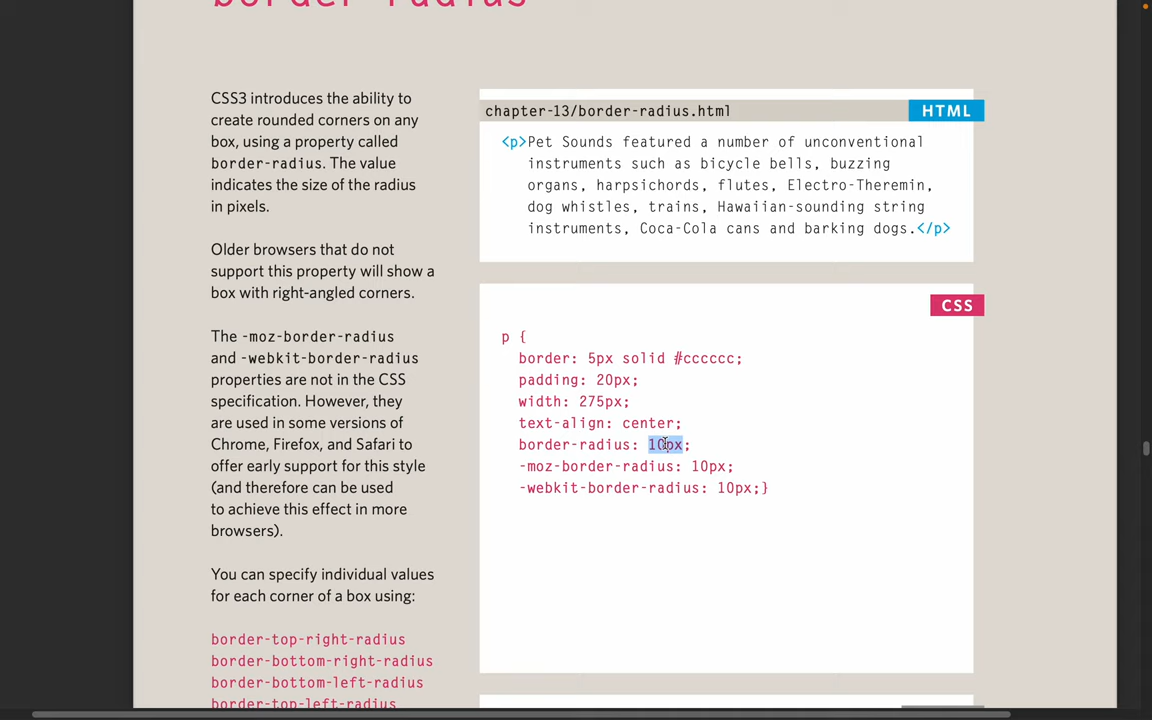 border-radius
CSS3 introduces the ability to
create rounded corners on any
box, using a property called
border-radius. The value
indicates the size of the radius
in pixels.
Older browsers that do not
support this property will show a
box with right-angled corners.
The -moz-border-radius
and -webkit-border-radius
properties are not in the CSS
specification. However, they
are used in some versions of
Chrome, Firefox, and Safari to
offer early support for this style
(and therefore can be used
to achieve this effect in more
browsers).
You can specify individual values
for each corner of a box using:
border-top-right-radius
border-bottom-right-radius
border-bottom-left-radius
border-top-left-radius
chapter-13/border-radius.html HTML
<p>Pet Sounds featured a number of unconventional
instruments such as bicycle bells, buzzing
organs, harpsichords, flutes, Electro-Theremin,
dog whistles, trains, Hawaiian-sounding string
instruments, Coca-Cola cans and barking dogs.</p>
CSS
p {
border: 5px solid #cccccc;
padding: 20px;
width: 275px;
text-align: center;
border-radius: 10px;
-moz-border-radius: 10px;
-webkit-border-radius: 10px;}